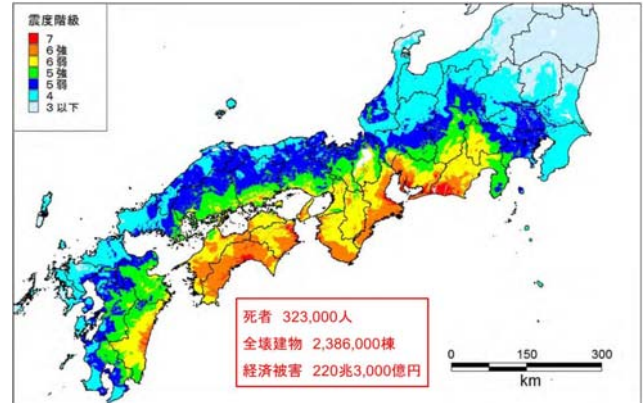 震度階級
7
6強
6弱
5強
5弱
4
3以下
死者 323,000人
全壊建物 2,386,000棟
経済被害 220兆3,000億円
0 150 300
km